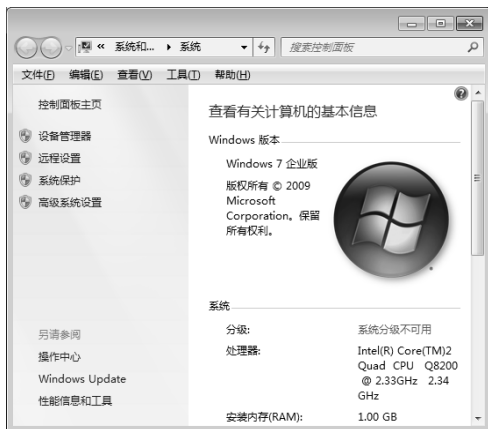 « 系统和... ▸ 系统
搜索控制面板
文件(F) 编辑(E) 查看(V) 工具(T) 帮助(H)
控制面板主页
设备管理器
远程设置
系统保护
高级系统设置
另请参阅
操作中心
Windows Update
性能信息和工具
查看有关计算机的基本信息
Windows 版本
Windows 7 企业版
版权所有 © 2009
Microsoft
Corporation。保留
所有权利。
系统
分级: 系统分级不可用
处理器: Intel(R) Core(TM)2
Quad CPU Q8200
@ 2.33GHz 2.34
GHz
安装内存(RAM): 1.00 GB